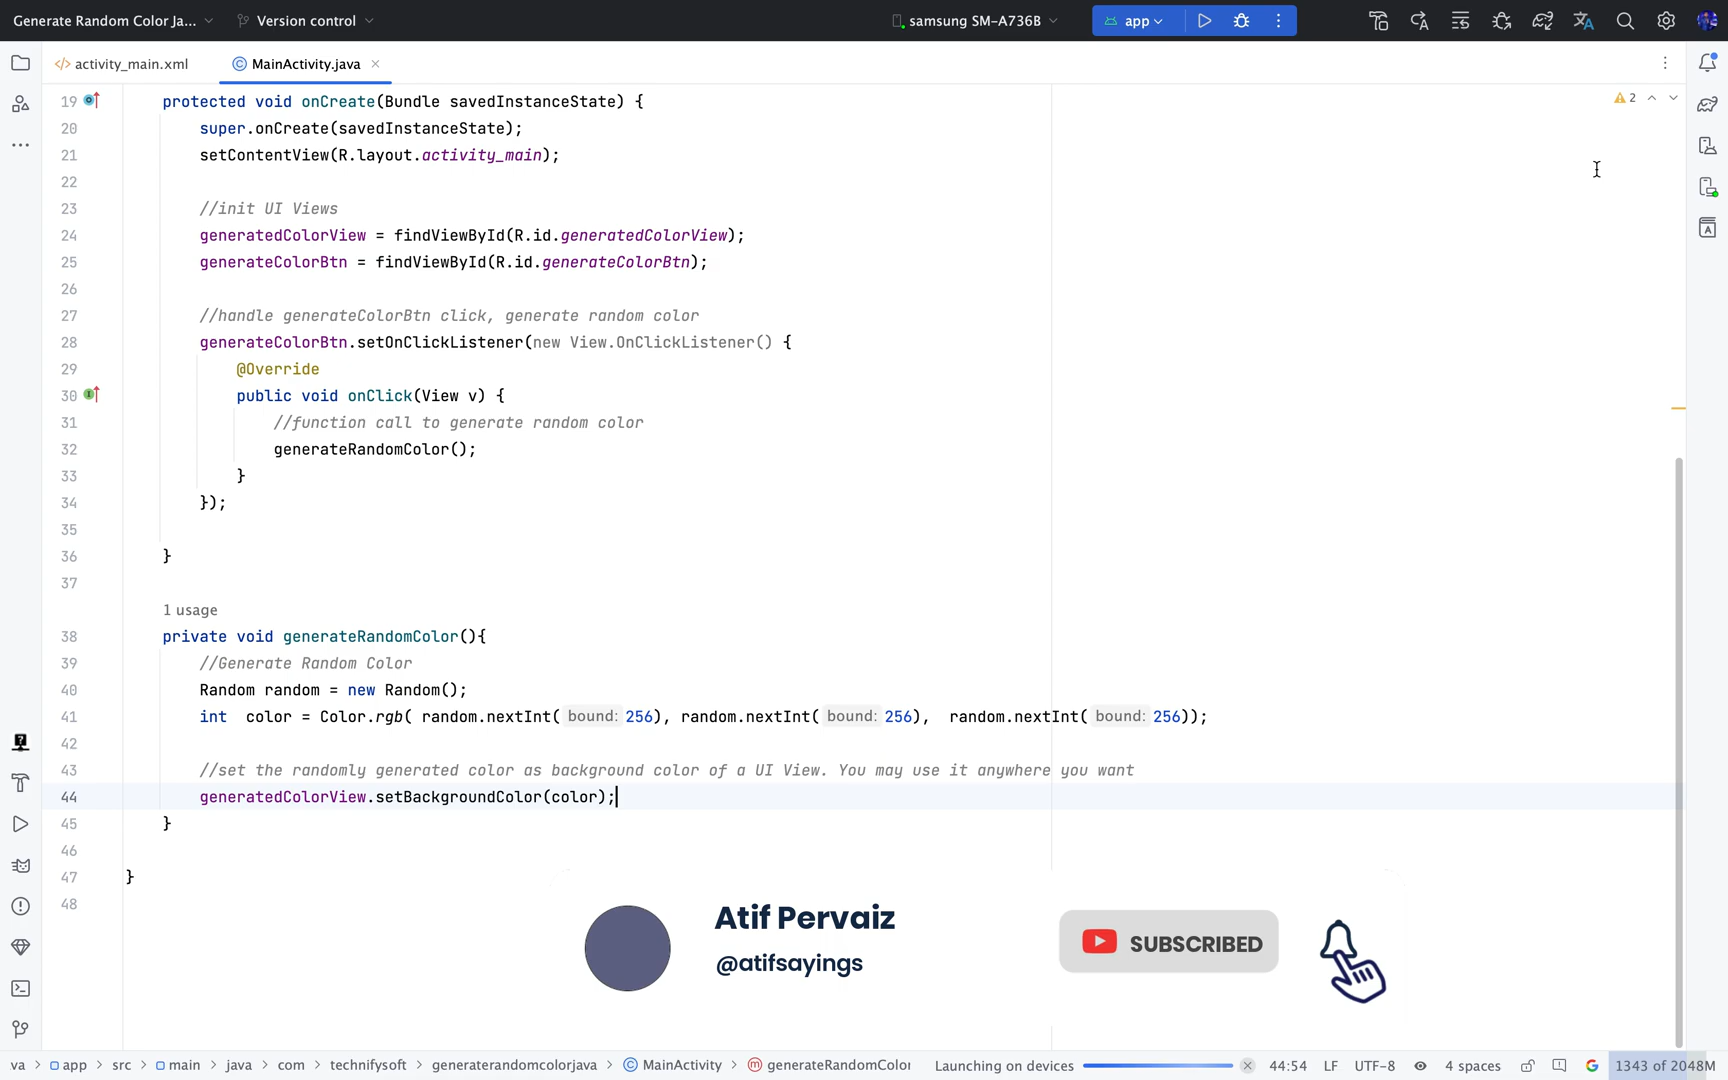 Generate Random Color Ja...
Version control
samsung SM-A736B
app
activity_main.xml
MainActivity.java
2
19 protected void onCreate(Bundle savedInstanceState) {
20 super.onCreate(savedInstanceState);
21 setContentView(R.layout.activity_main);
22
23 //init UI Views
24 generatedColorView = findViewById(R.id.generatedColorView);
25 generateColorBtn = findViewById(R.id.generateColorBtn);
26
27 //handle generateColorBtn click, generate random color
28 generateColorBtn.setOnClickListener(new View.OnClickListener() {
29 @Override
30 public void onClick(View v) {
31 //function call to generate random color
32 generateRandomColor();
33 }
34 });
35
36 }
37
1 usage
38 private void generateRandomColor(){
39 //Generate Random Color
40 Random random = new Random();
41 int  color = Color.rgb( random.nextInt( bound: 256), random.nextInt( bound: 256),  random.nextInt( bound: 256));
42
43 //set the randomly generated color as background color of a UI View. You may use it anywhere you want
44 generatedColorView.setBackgroundColor(color);
45 }
46
47 }
48
Atif Pervaiz
@atifsayings
SUBSCRIBED
va > app > src > main > java > com > technifysoft > generaterandomcolorjava > MainActivity > generateRandomColor
Launching on devices
44:54 LF UTF-8 4 spaces 1343 of 2048M